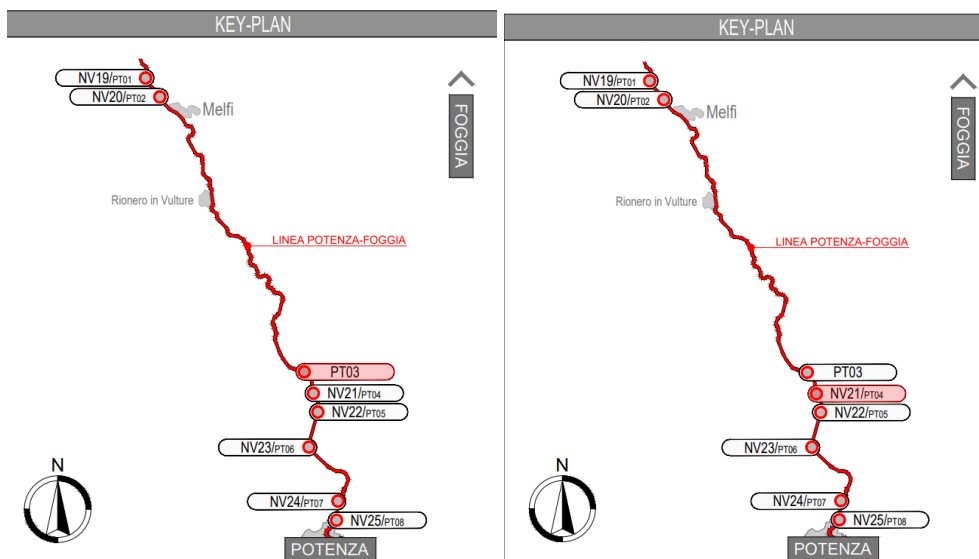 KEY-PLAN
NV19/PT01
NV20/PT02
Melfi
FOGGIA
Rionero in Vulture
LINEA POTENZA-FOGGIA
PT03
NV21/PT04
NV22/PT05
NV23/PT06
N
NV24/PT07
NV25/PT08
POTENZA
KEY-PLAN
NV19/PT01
NV20/PT02
Melfi
FOGGIA
Rionero in Vulture
LINEA POTENZA-FOGGIA
PT03
NV21/PT04
NV22/PT05
NV23/PT06
N
NV24/PT07
NV25/PT08
POTENZA